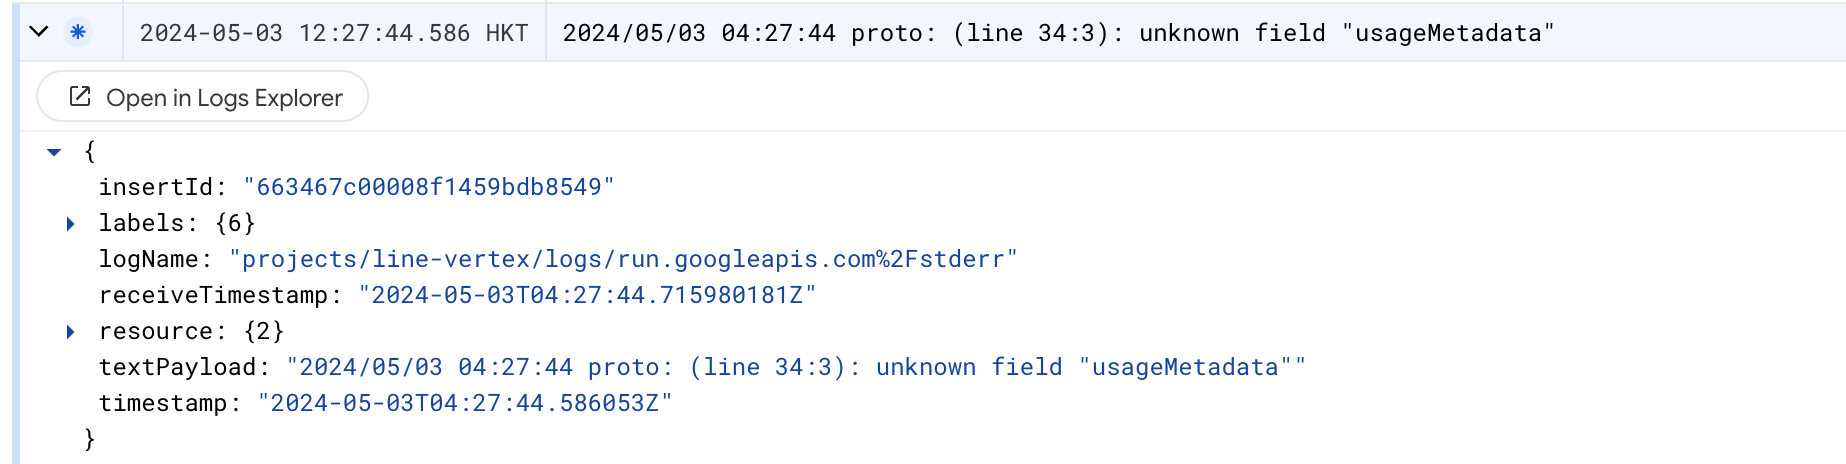 2024-05-03 12:27:44.586 HKT 2024/05/03 04:27:44 proto: (line 34:3): unknown field "usageMetadata"
Open in Logs Explorer
{
insertId: "663467c00008f1459bdb8549"
labels: {6}
logName: "projects/line-vertex/logs/run.googleapis.com%2Fstderr"
receiveTimestamp: "2024-05-03T04:27:44.715980181Z"
resource: {2}
textPayload: "2024/05/03 04:27:44 proto: (line 34:3): unknown field "usageMetadata""
timestamp: "2024-05-03T04:27:44.586053Z"
}